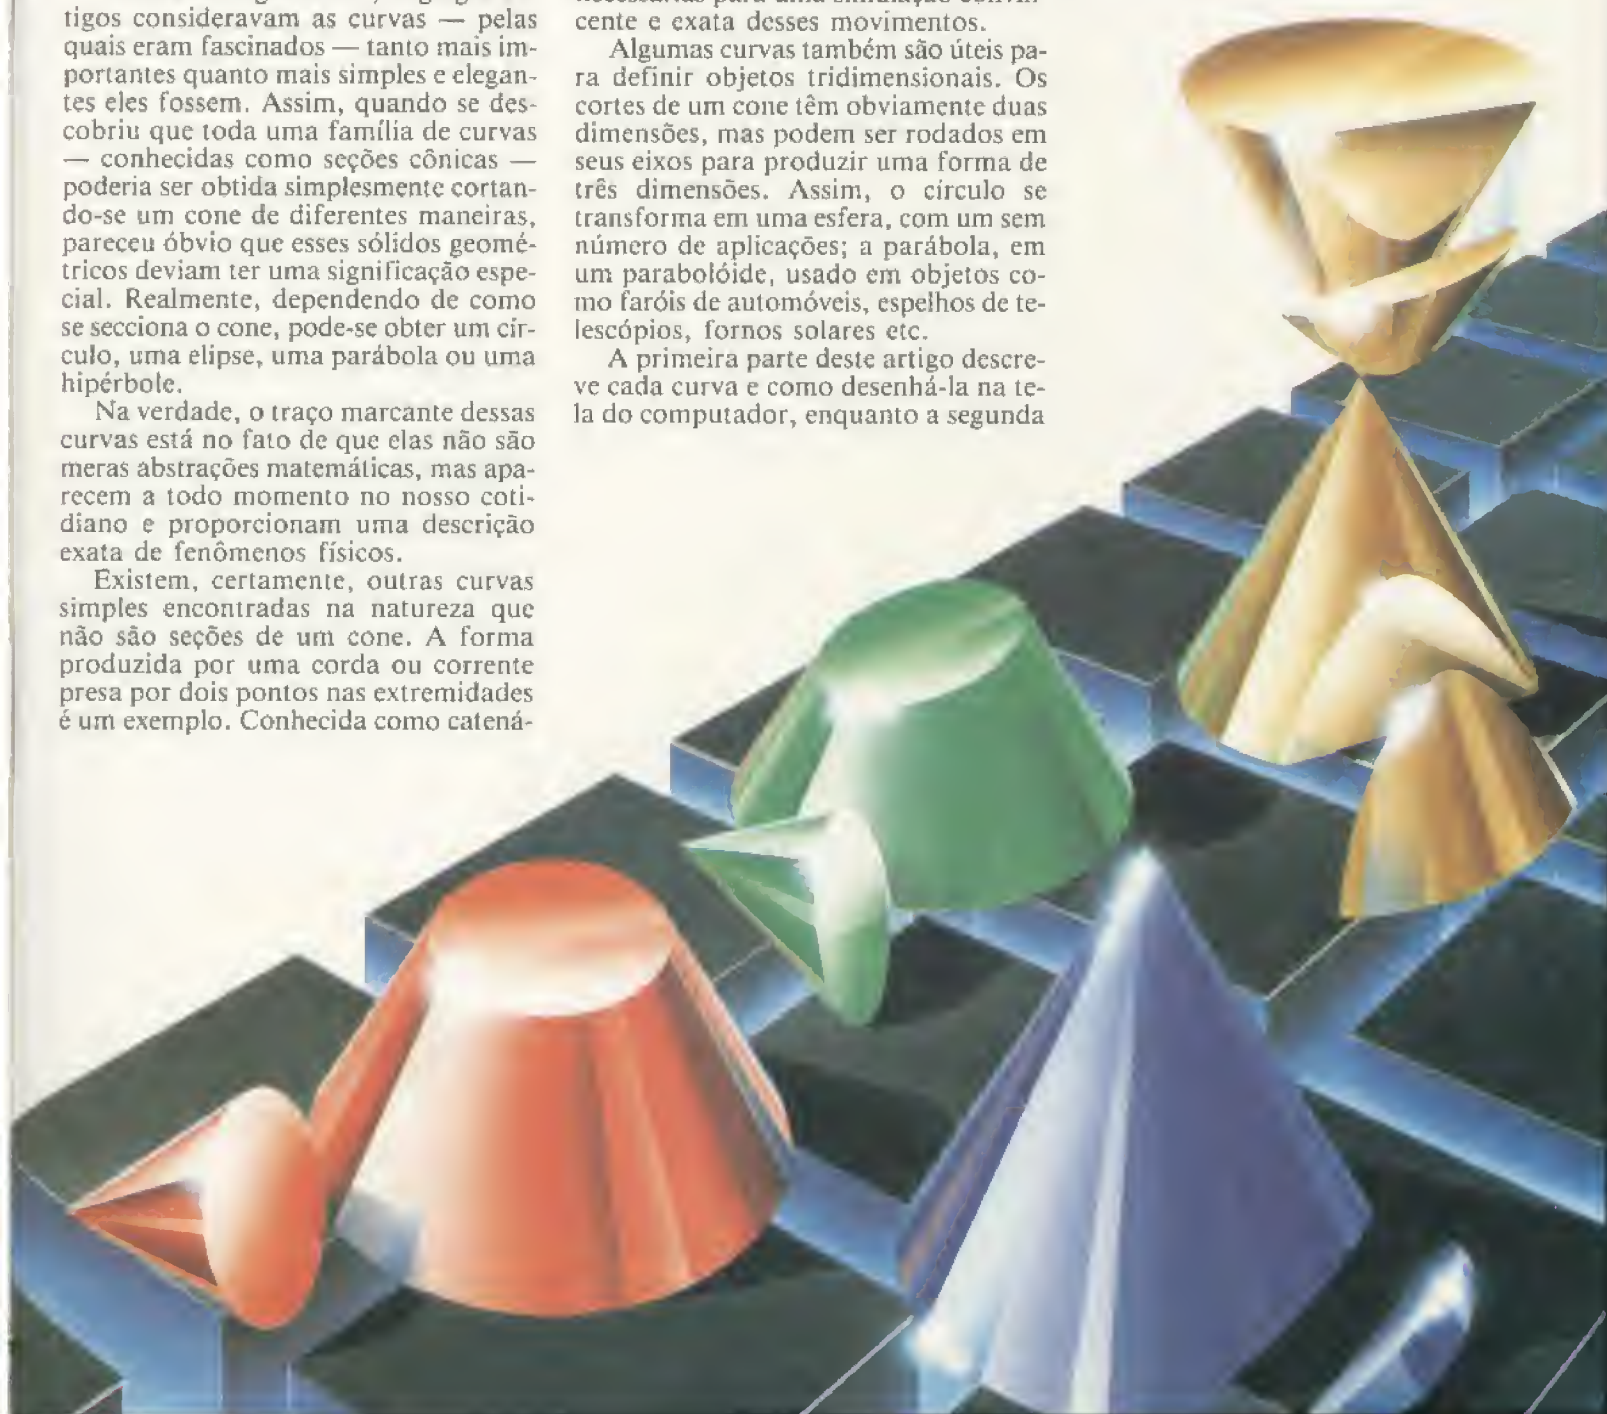 tigos consideravam as curvas — pelas
quais eram fascinados — tanto mais im-
portantes quanto mais simples e elegan-
tes eles fossem. Assim, quando se des-
cobriu que toda uma família de curvas
— conhecidas como seções cônicas —
poderia ser obtida simplesmente cortan-
do-se um cone de diferentes maneiras,
pareceu óbvio que esses sólidos geomé-
tricos deviam ter uma significação espe-
cial. Realmente, dependendo de como
se secciona o cone, pode-se obter um cír-
culo, uma elipse, uma parábola ou uma
hipérbole.
Na verdade, o traço marcante dessas
curvas está no fato de que elas não são
meras abstrações matemáticas, mas apa-
recem a todo momento no nosso coti-
diano e proporcionam uma descrição
exata de fenômenos físicos.
Existem, certamente, outras curvas
simples encontradas na natureza que
não são seções de um cone. A forma
produzida por uma corda ou corrente
presa por dois pontos nas extremidades
é um exemplo. Conhecida como catená-
cente e exata desses movimentos.
Algumas curvas também são úteis pa-
ra definir objetos tridimensionais. Os
cortes de um cone têm obviamente duas
dimensões, mas podem ser rodados em
seus eixos para produzir uma forma de
três dimensões. Assim, o círculo se
transforma em uma esfera, com um sem
número de aplicações; a parábola, em
um parabolóide, usado em objetos co-
mo faróis de automóveis, espelhos de te-
lescópios, fornos solares etc.
A primeira parte deste artigo descre-
ve cada curva e como desenhá-la na te-
la do computador, enquanto a segunda